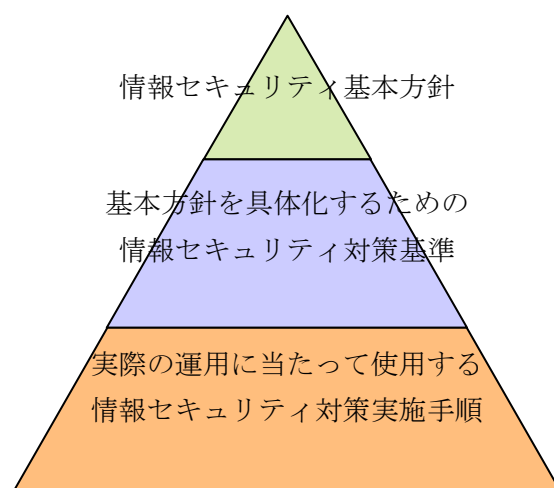 情報セキュリティ基本方針
基本方針を具体化するための
情報セキュリティ対策基準
実際の運用に当たって使用する
情報セキュリティ対策実施手順